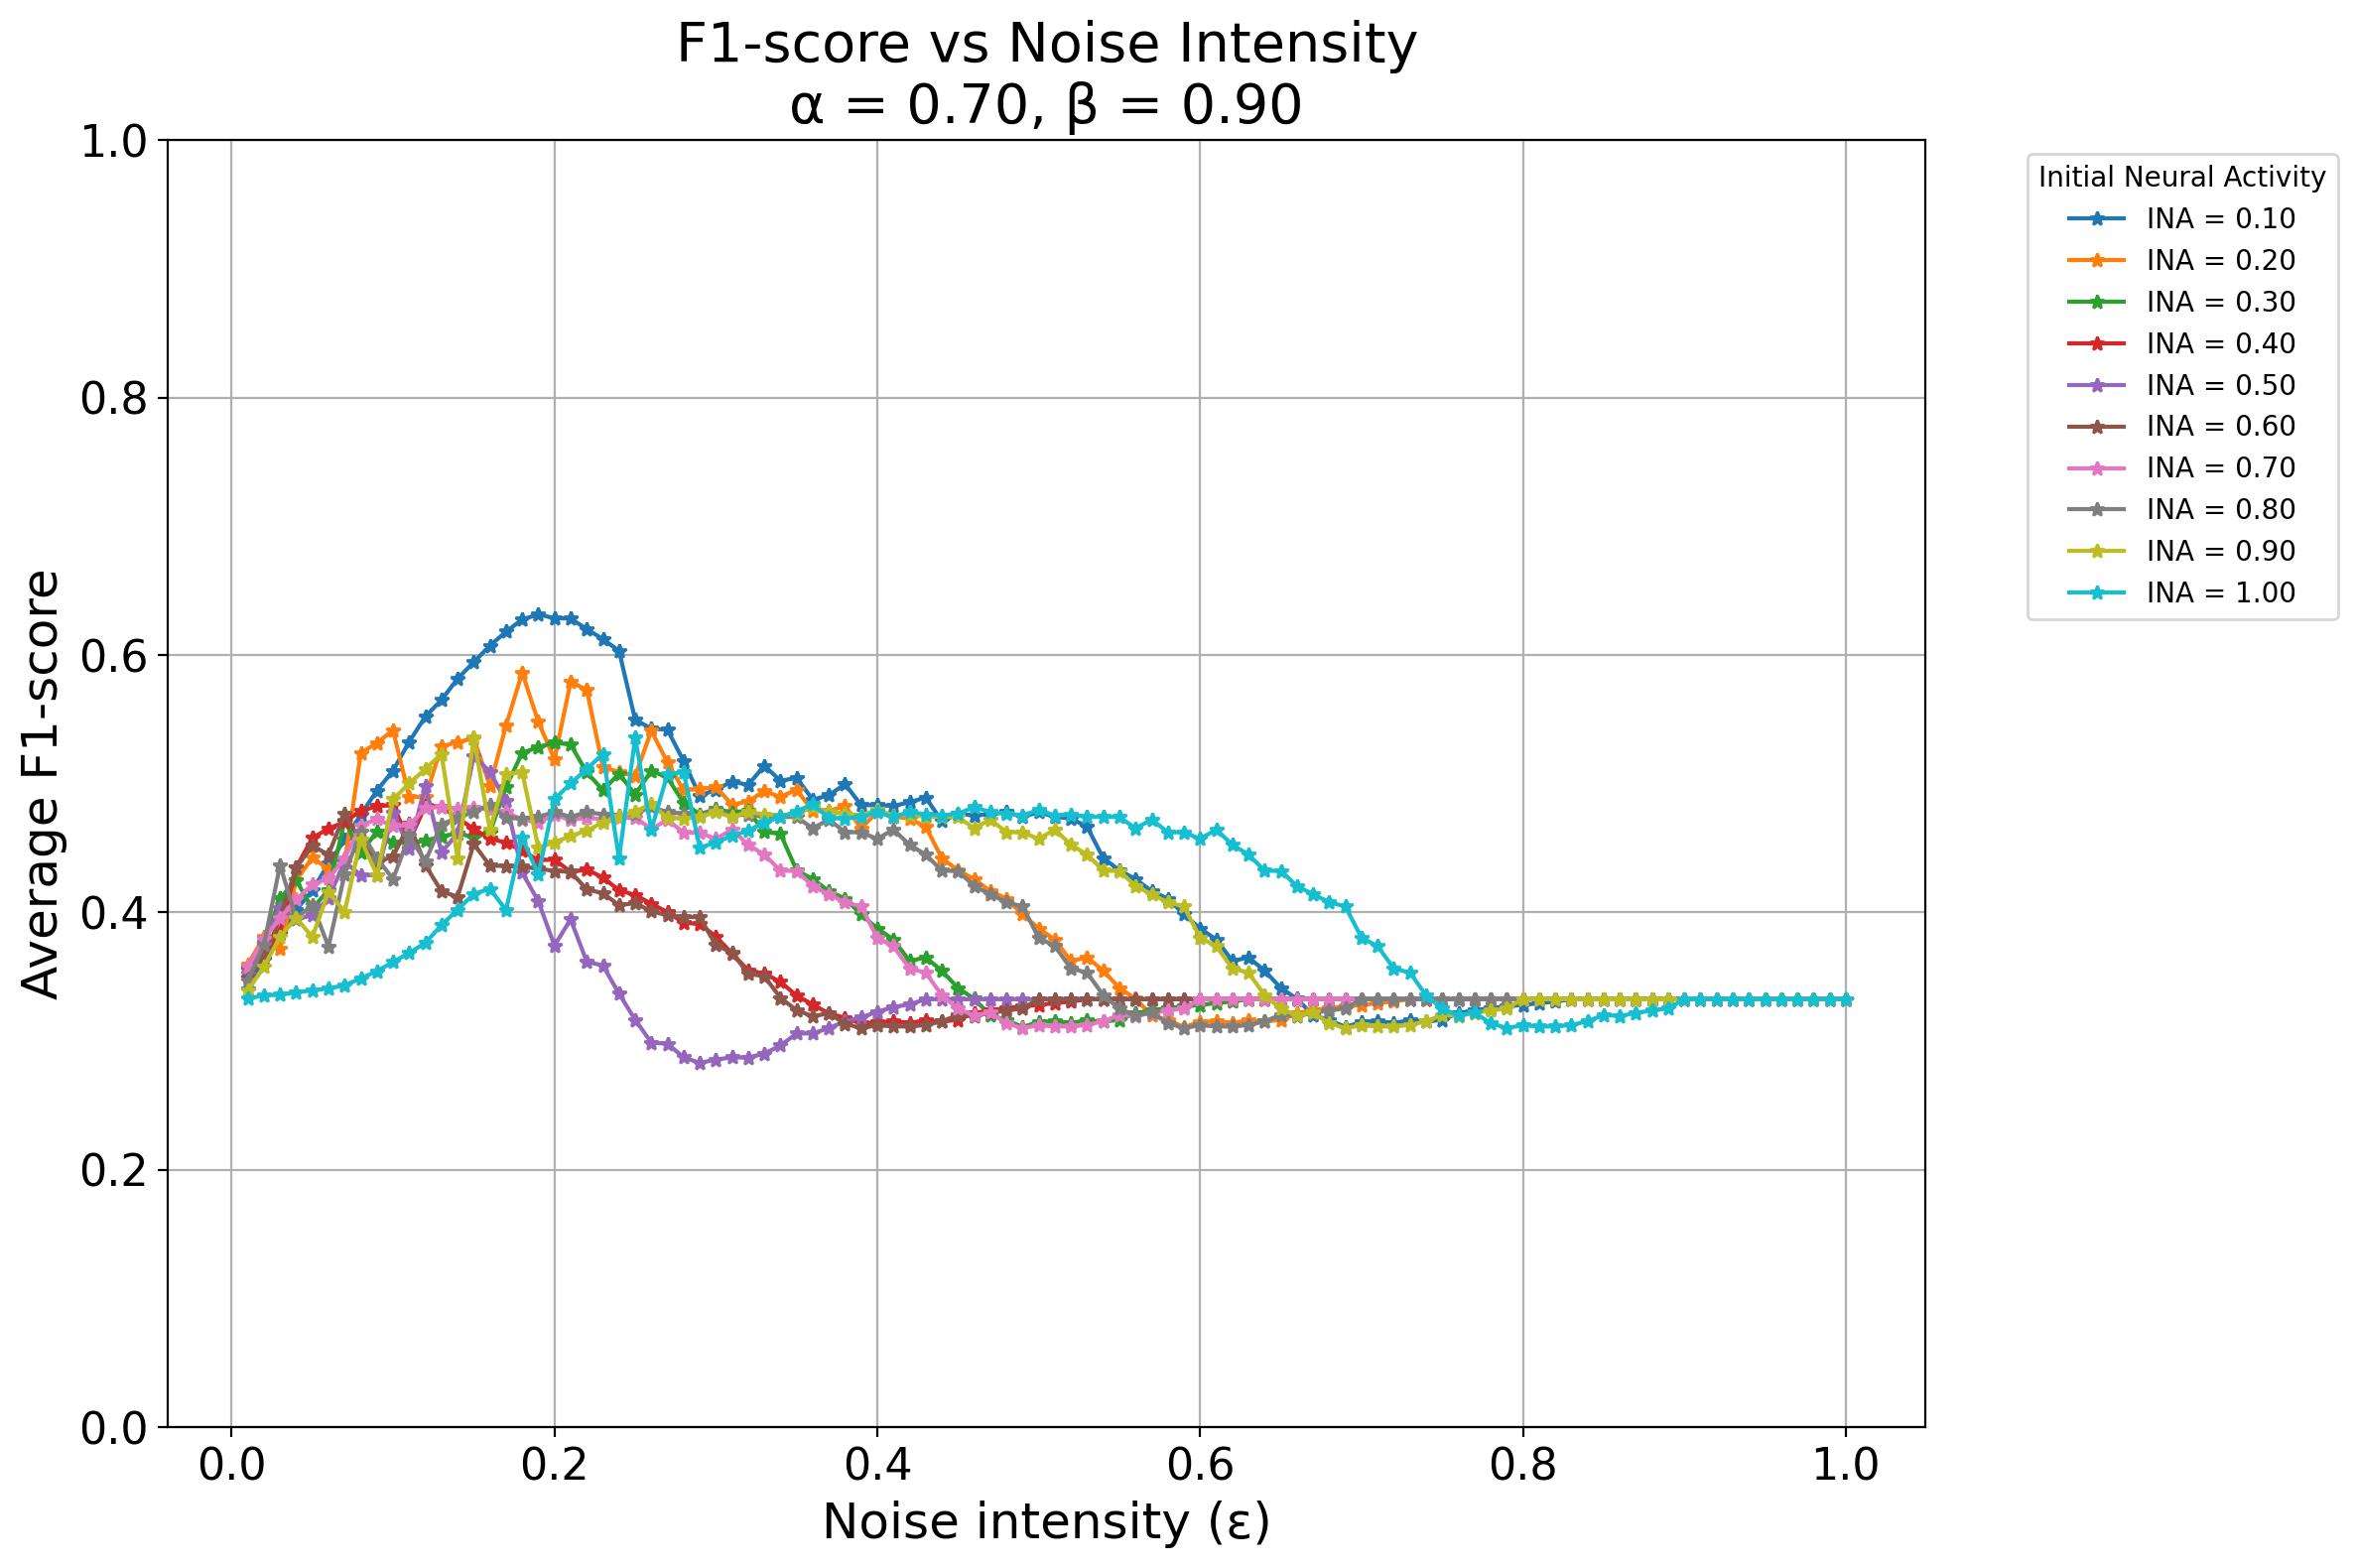 F1-score vs Noise Intensity
α = 0.70, β = 0.90
Average F1-score
1.0
0.8
0.6
0.4
0.2
0.0
0.0 0.2 0.4 0.6 0.8 1.0
Noise intensity (ε)
Initial Neural Activity
INA = 0.10
INA = 0.20
INA = 0.30
INA = 0.40
INA = 0.50
INA = 0.60
INA = 0.70
INA = 0.80
INA = 0.90
INA = 1.00